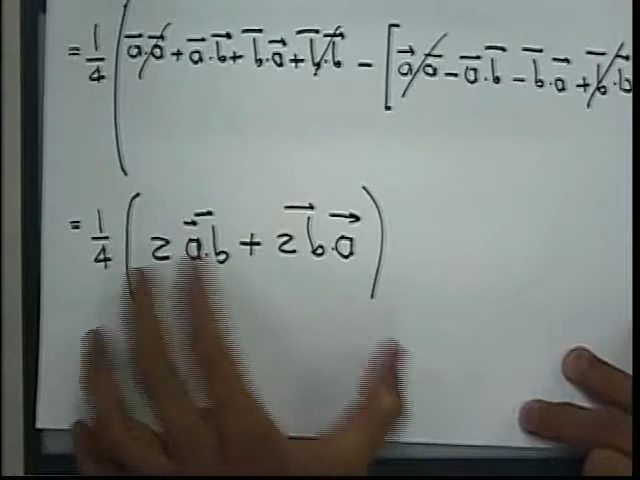 = 1/4 ( a⃗.a⃗ + a⃗.b⃗ + b⃗.a⃗ + b⃗.b⃗ - [ a⃗.a⃗ - a⃗.b⃗ - b⃗.a⃗ + b⃗.b⃗
= 1/4 ( 2 a⃗.b⃗ + 2 b⃗.a⃗ )